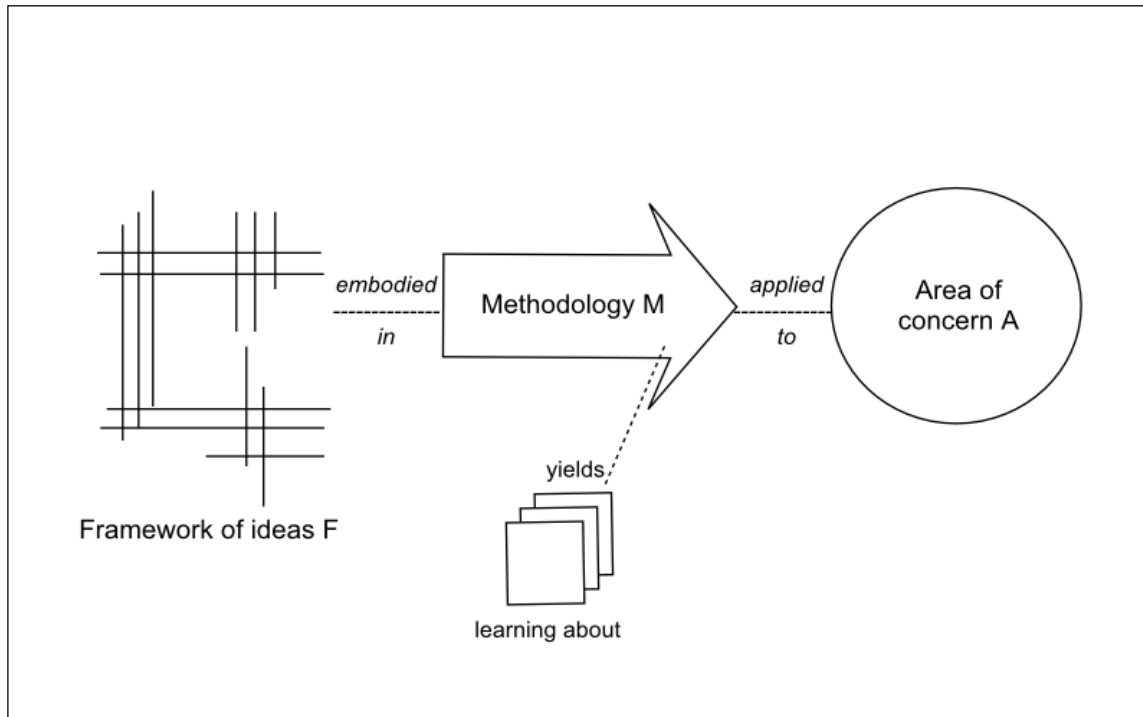 embodied
in
Methodology M
applied
to
Area of
concern A
Framework of ideas F
yields
learning about